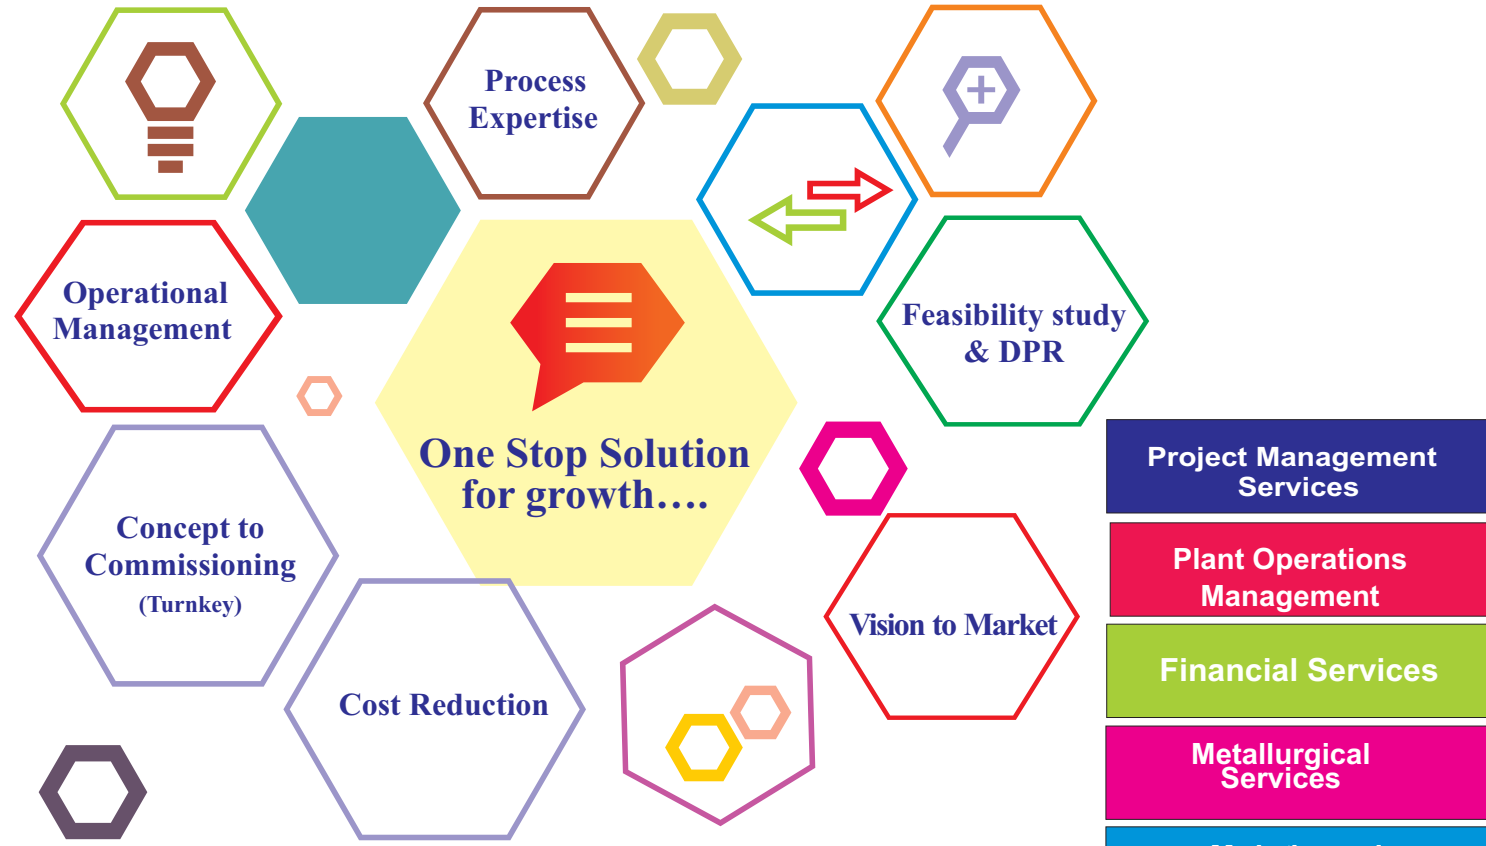 Process
Expertise
Operational
Management
Feasibility study
& DPR
One Stop Solution
for growth....
Concept to
Commissioning
(Turnkey)
Vision to Market
Cost Reduction
Project Management
Services
Plant Operations
Management
Financial Services
Metallurgical
Services